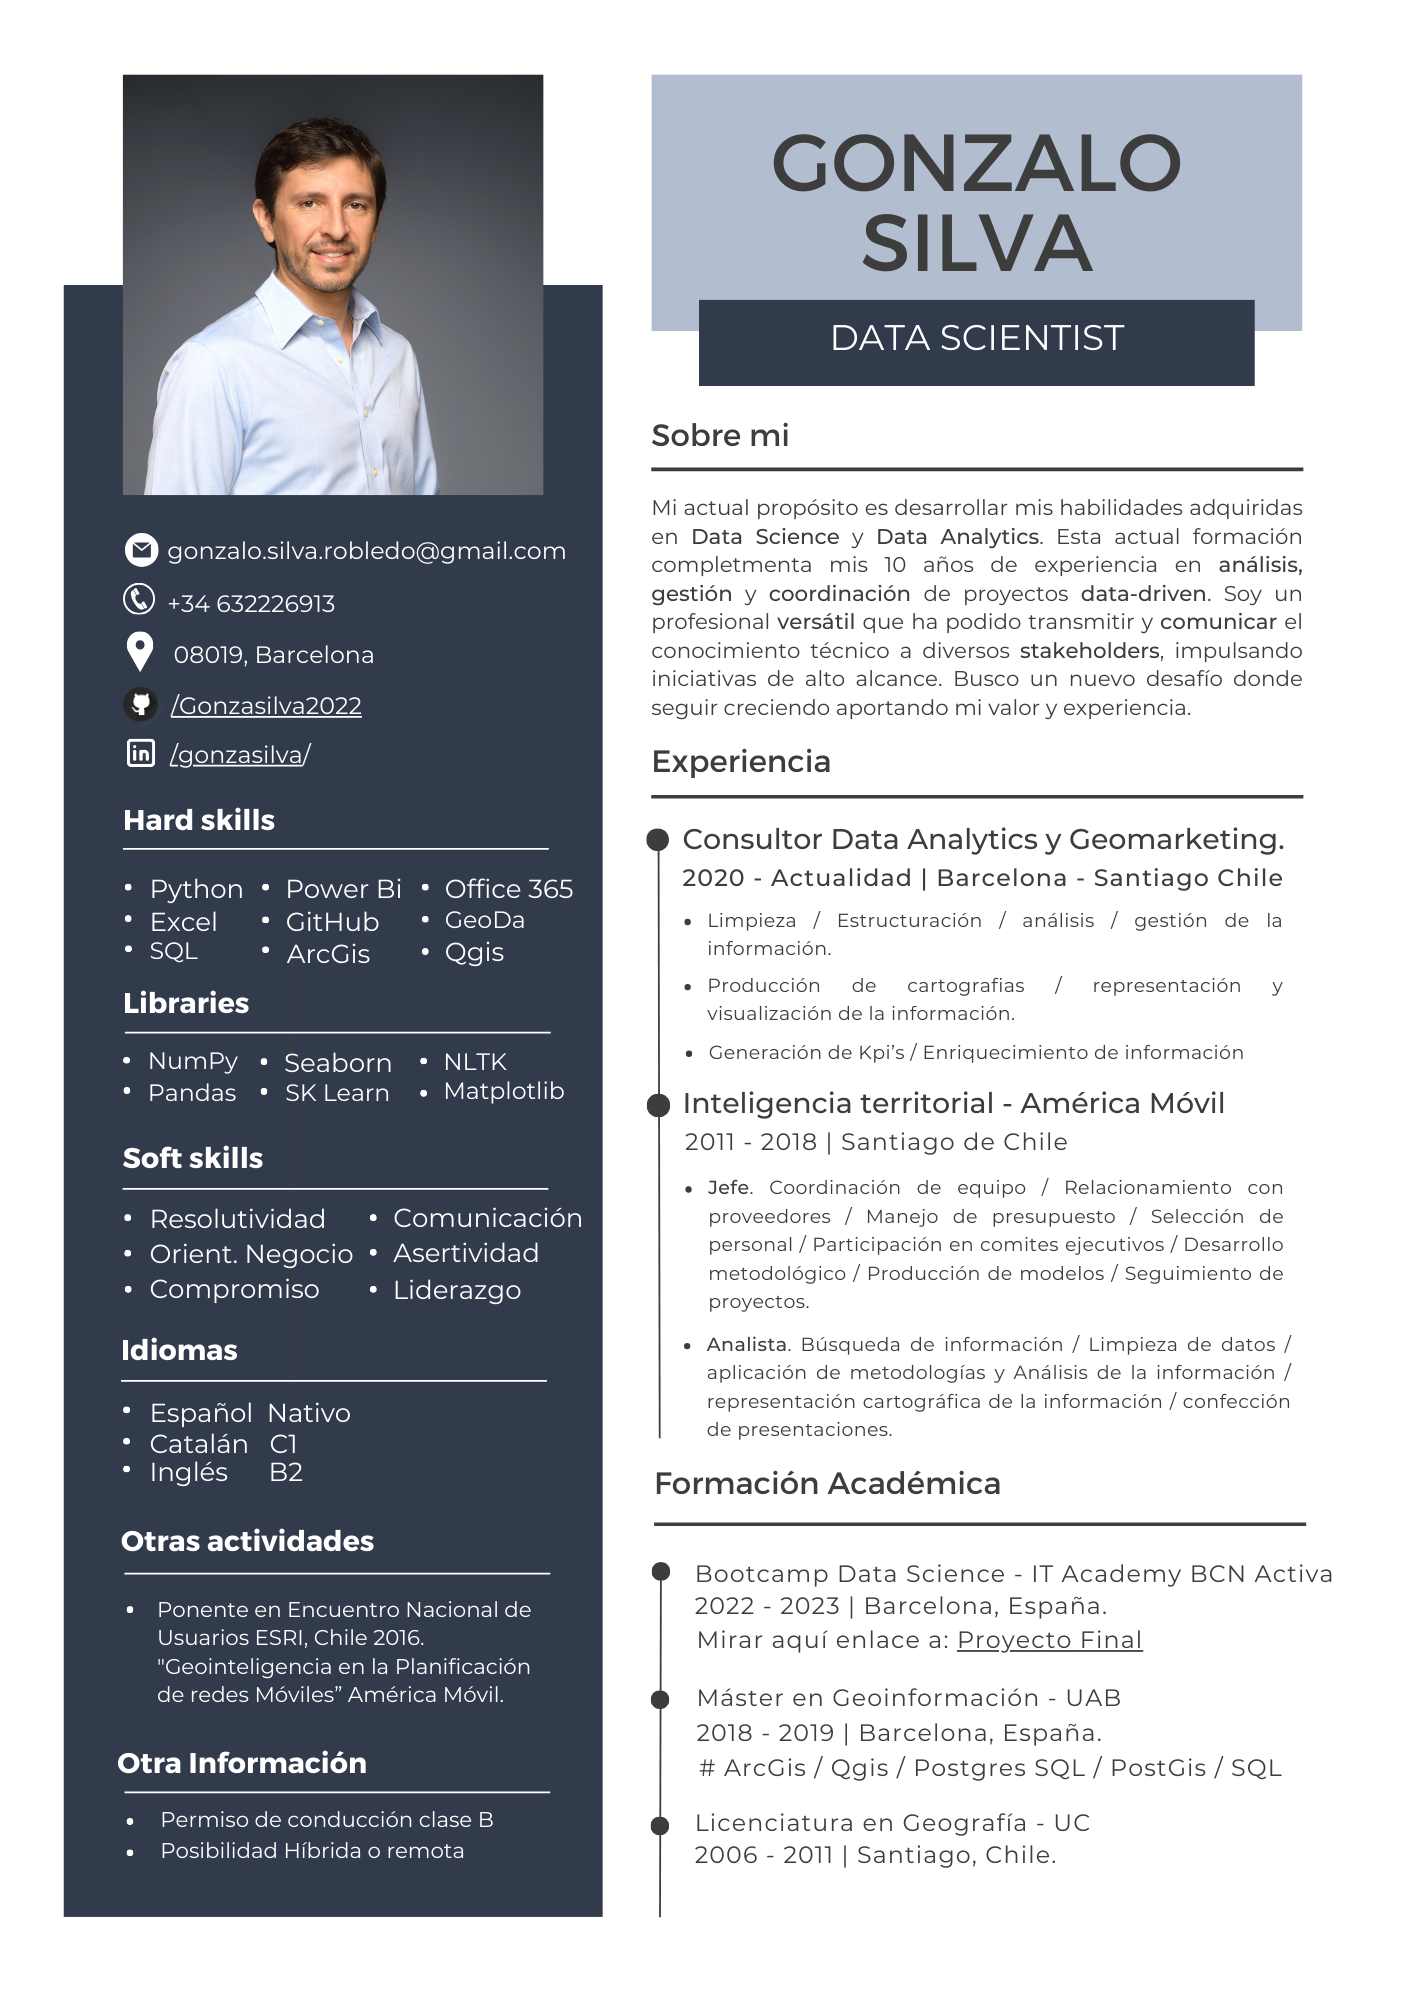 GONZALO
SILVA
DATA SCIENTIST
gonzalo.silva.robledo@gmail.com
+34 632226913
08019, Barcelona
/Gonzasilva2022
in /gonzasilva/
Hard skills
• Python • Power Bi • Office 365
• Excel • GitHub • GeoDa
• SQL • ArcGis • Qgis
Libraries
• NumPy • Seaborn • NLTK
• Pandas • SK Learn • Matplotlib
Soft skills
• Resolutividad • Comunicación
• Orient. Negocio • Asertividad
• Compromiso • Liderazgo
Idiomas
• Español Nativo
• Catalán C1
• Inglés B2
Otras actividades
• Ponente en Encuentro Nacional de
Usuarios ESRI, Chile 2016.
"Geointeligencia en la Planificación
de redes Móviles” América Móvil.
Otra Información
• Permiso de conducción clase B
• Posibilidad Híbrida o remota
Sobre mi
Mi actual propósito es desarrollar mis habilidades adquiridas
en Data Science y Data Analytics. Esta actual formación
completmenta mis 10 años de experiencia en análisis,
gestión y coordinación de proyectos data-driven. Soy un
profesional versátil que ha podido transmitir y comunicar el
conocimiento técnico a diversos stakeholders, impulsando
iniciativas de alto alcance. Busco un nuevo desafío donde
seguir creciendo aportando mi valor y experiencia.
Experiencia
Consultor Data Analytics y Geomarketing.
2020 - Actualidad | Barcelona - Santiago Chile
• Limpieza / Estructuración / análisis / gestión de la
información.
• Producción de cartografias / representación y
visualización de la información.
• Generación de Kpi’s / Enriquecimiento de información
Inteligencia territorial - América Móvil
2011 - 2018 | Santiago de Chile
• Jefe. Coordinación de equipo / Relacionamiento con
proveedores / Manejo de presupuesto / Selección de
personal / Participación en comites ejecutivos / Desarrollo
metodológico / Producción de modelos / Seguimiento de
proyectos.
• Analista. Búsqueda de información / Limpieza de datos /
aplicación de metodologías y Análisis de la información /
representación cartográfica de la información / confección
de presentaciones.
Formación Académica
Bootcamp Data Science - IT Academy BCN Activa
2022 - 2023 | Barcelona, España.
Mirar aquí enlace a: Proyecto Final
Máster en Geoinformación - UAB
2018 - 2019 | Barcelona, España.
# ArcGis / Qgis / Postgres SQL / PostGis / SQL
Licenciatura en Geografía - UC
2006 - 2011 | Santiago, Chile.